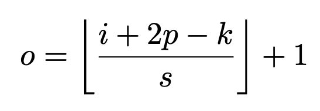 o = ⌊(i + 2p − k) / s⌋ + 1